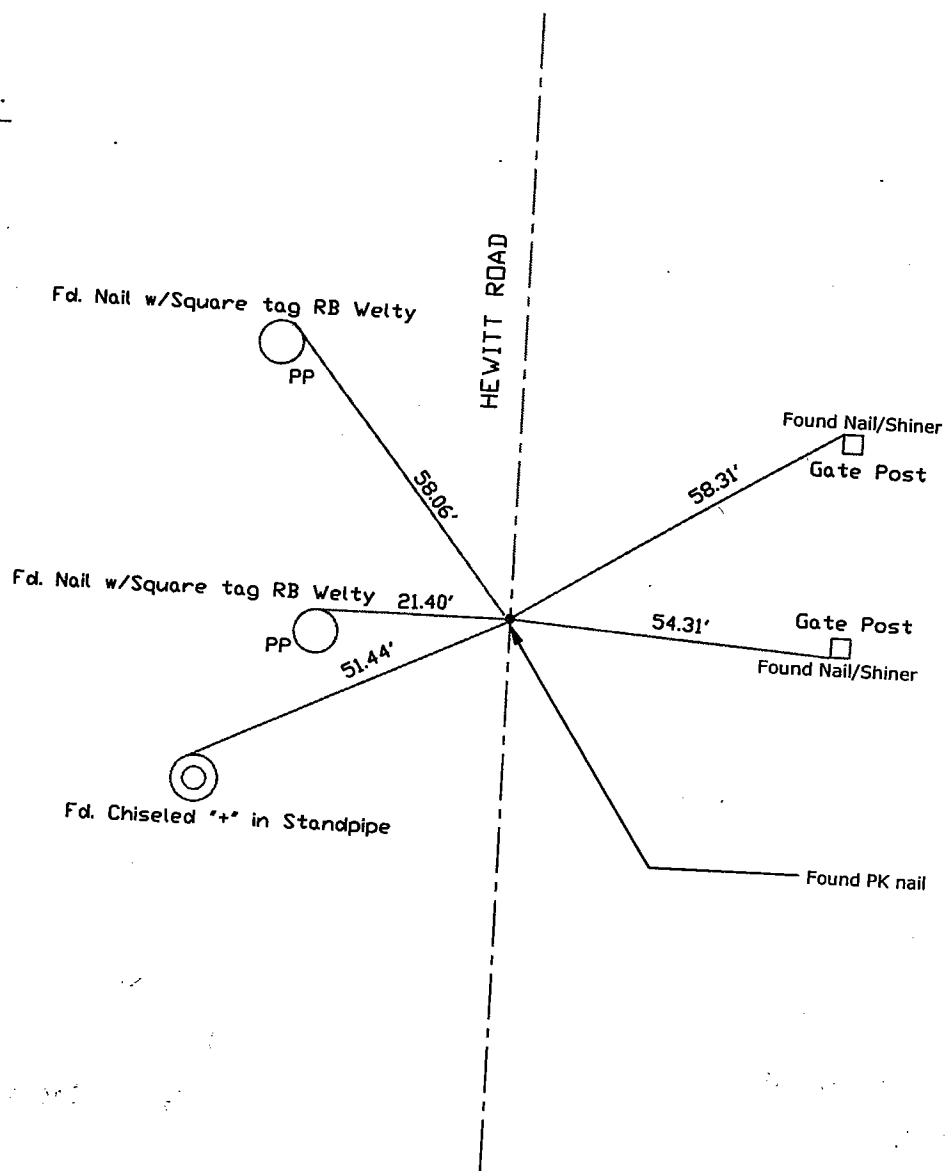 HEWITT ROAD
Fd. Nail w/Square tag RB Welty
PP
58.06'
Found Nail/Shiner
Gate Post
58.31'
Fd. Nail w/Square tag RB Welty
21.40'
PP
51.44'
54.31'
Gate Post
Found Nail/Shiner
Fd. Chiseled "+" in Standpipe
Found PK nail